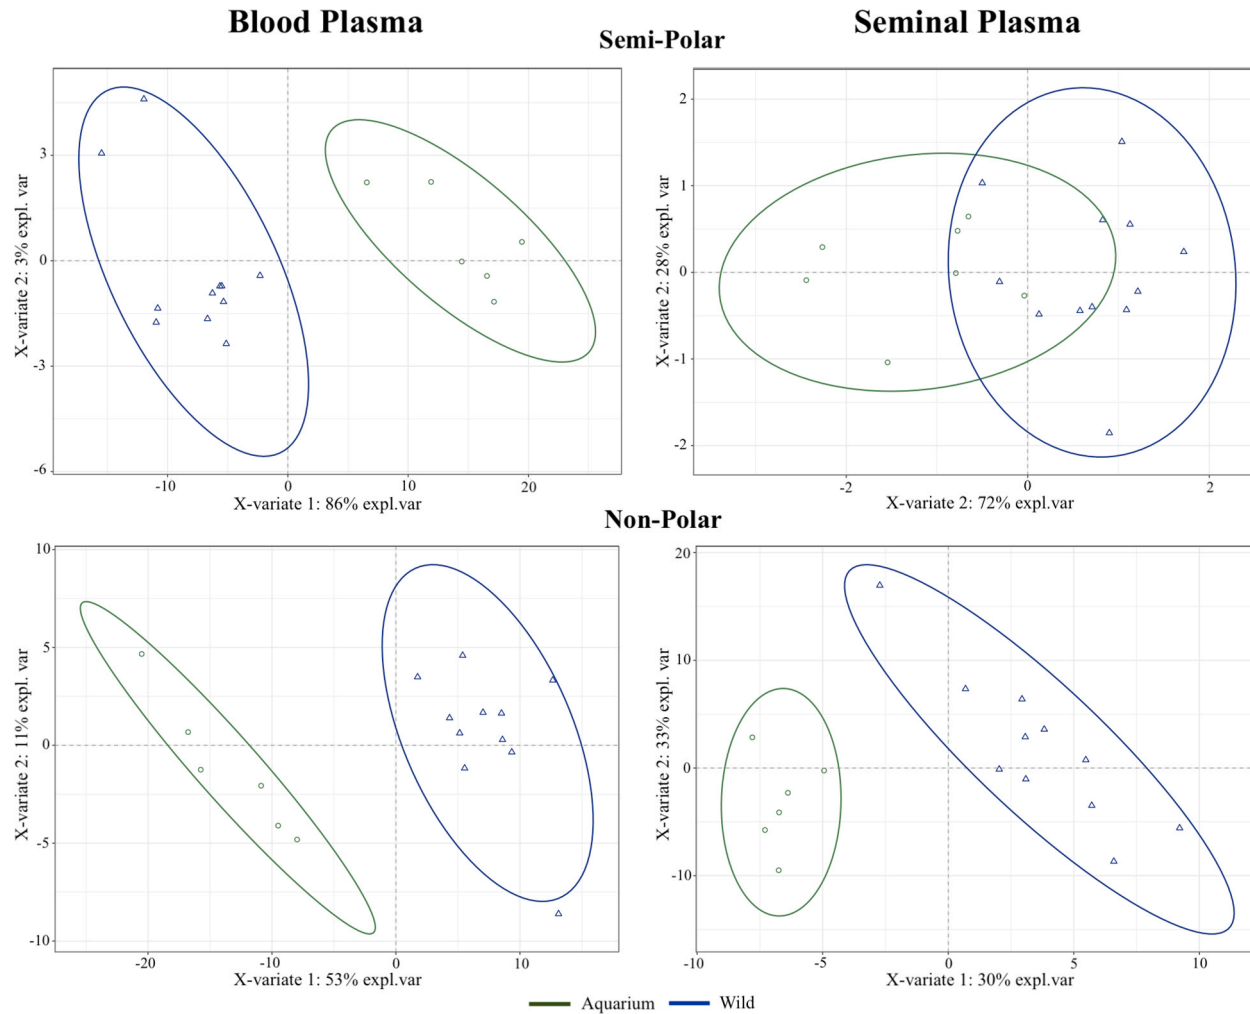 Blood Plasma
Seminal Plasma
Semi-Polar
X-variate 2: 3% expl. var
3
0
-3
-6
-10
0
10
20
X-variate 1: 86% expl.var
X-variate 2: 28% expl. var
2
1
0
-1
-2
-2
0
2
X-variate 2: 72% expl.var
Non-Polar
X-variate 2: 11% expl. var
10
5
0
-5
-10
-20
-10
0
10
X-variate 1: 53% expl.var
X-variate 2: 33% expl. var
20
10
0
-10
-10
-5
0
5
10
X-variate 1: 30% expl.var
Aquarium
Wild